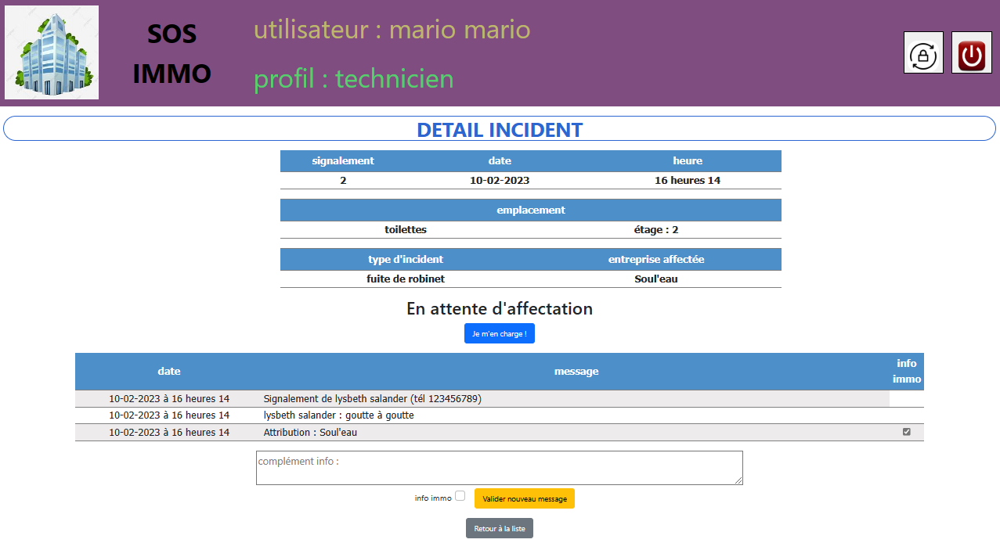 SOS
IMMO
utilisateur : mario mario
profil : technicien
DETAIL INCIDENT
signalement date heure
2 10-02-2023 16 heures 14
emplacement
toilettes étage : 2
type d'incident entreprise affectée
fuite de robinet Soul'eau
En attente d'affectation
Je m'en charge !
date message info immo
10-02-2023 à 16 heures 14 Signalement de lysbeth salander (tél 123456789)
10-02-2023 à 16 heures 14 lysbeth salander : goutte à goutte
10-02-2023 à 16 heures 14 Attribution : Soul'eau
complément info :
info immo Valider nouveau message
Retour à la liste